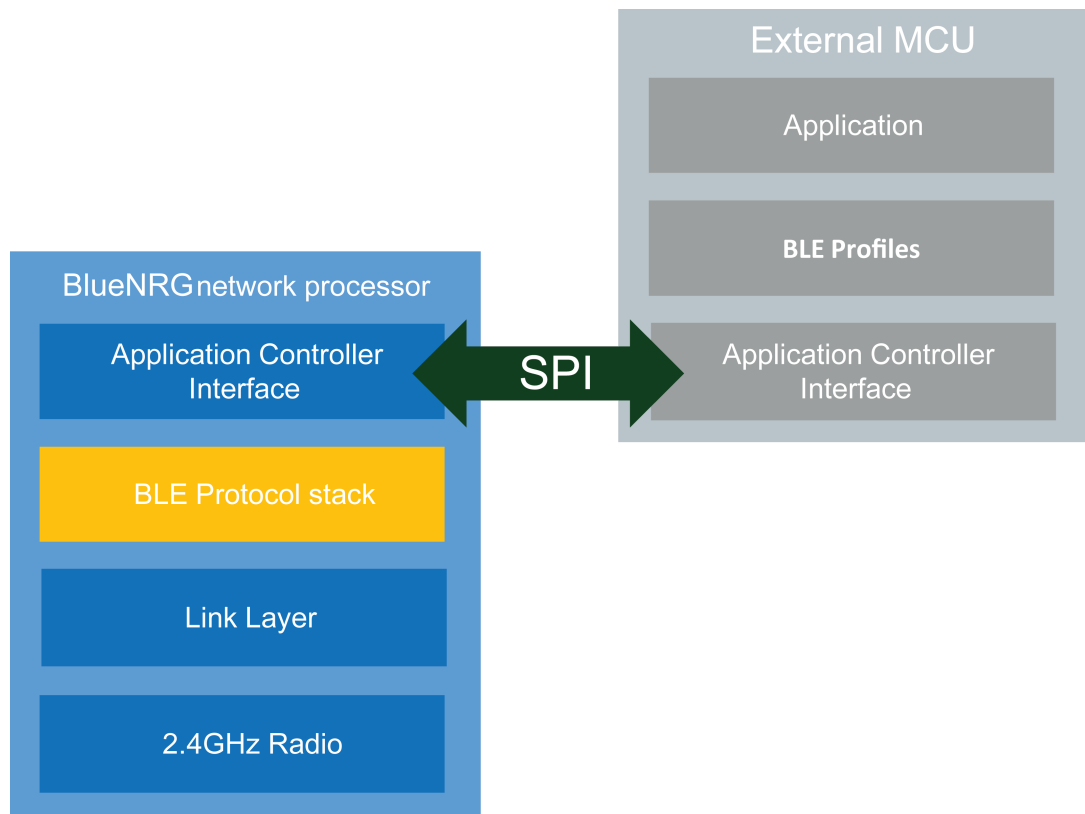 External MCU
Application
BLE Profiles
Application Controller
Interface
BlueNRG network processor
Application Controller
Interface
SPI
BLE Protocol stack
Link Layer
2.4GHz Radio